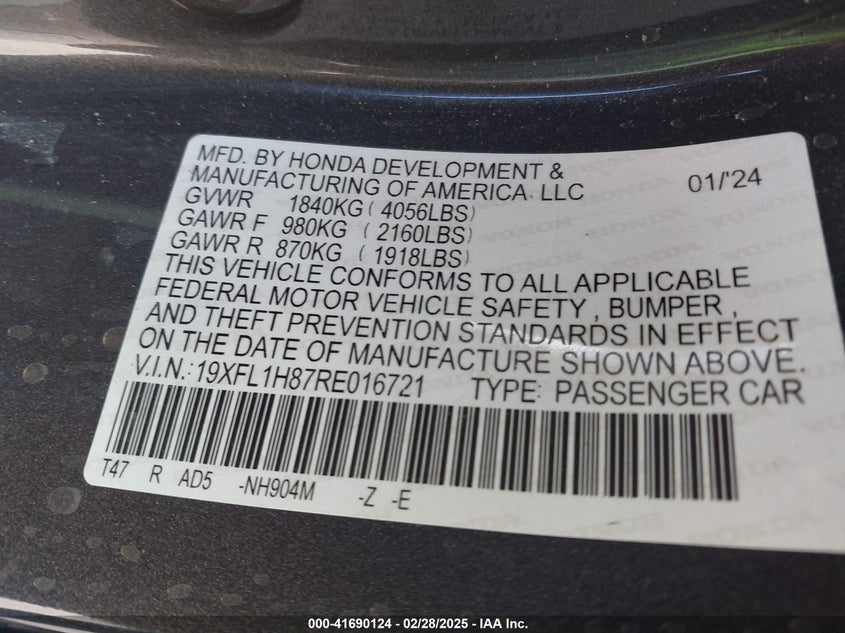 MFD. BY HONDA DEVELOPMENT &
MANUFACTURING OF AMERICA LLC 01/'24
GVWR 1840KG ( 4056LBS)
GAWR F 980KG ( 2160LBS)
GAWR R 870KG ( 1918LBS)
THIS VEHICLE CONFORMS TO ALL APPLICABLE
FEDERAL MOTOR VEHICLE SAFETY , BUMPER ,
AND THEFT PREVENTION STANDARDS IN EFFECT
ON THE DATE OF MANUFACTURE SHOWN ABOVE.
V.I.N.: 19XFL1H87RE016721 TYPE: PASSENGER CAR
T47 R AD5 -NH904M -Z -E
000-41690124 - 02/28/2025 - IAA Inc.